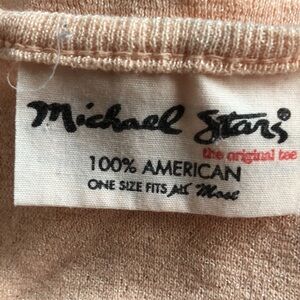 Michael Stars®
the original tee
100% AMERICAN
ONE SIZE FITS All Most